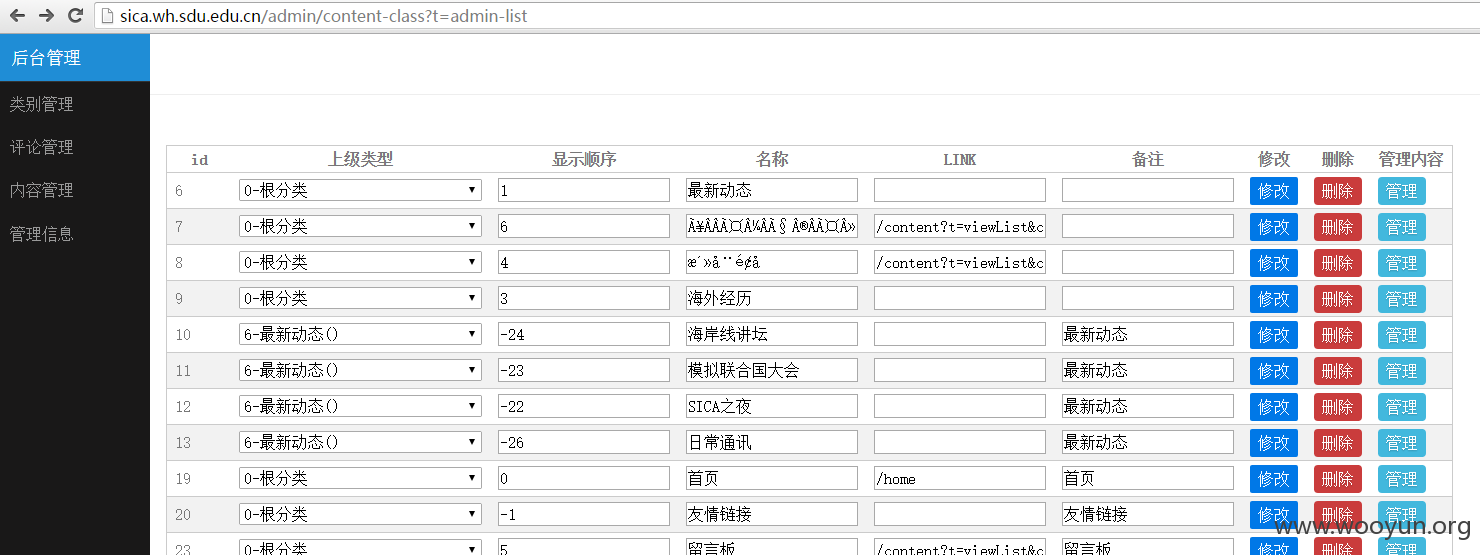 sica.wh.sdu.edu.cn/admin/content-class?t=admin-list
后台管理
类别管理
评论管理
内容管理
管理信息
id 上级类型 显示顺序 名称 LINK 备注 修改 删除 管理内容
6 0-根分类 1 最新动态 修改 删除 管理
7 0-根分类 6 /content?t=viewList&c 修改 删除 管理
8 0-根分类 4 æ´»å¨é¢å /content?t=viewList&c 修改 删除 管理
9 0-根分类 3 海外经历 修改 删除 管理
10 6-最新动态() -24 海岸线讲坛 最新动态 修改 删除 管理
11 6-最新动态() -23 模拟联合国大会 最新动态 修改 删除 管理
12 6-最新动态() -22 SICA之夜 最新动态 修改 删除 管理
13 6-最新动态() -26 日常通讯 最新动态 修改 删除 管理
19 0-根分类 0 首页 /home 首页 修改 删除 管理
20 0-根分类 -1 友情链接 友情链接 修改 删除 管理
23 0-根分类 5 留言板 /content?t=viewList&c 修改 删除 管理
www.wooyun.org